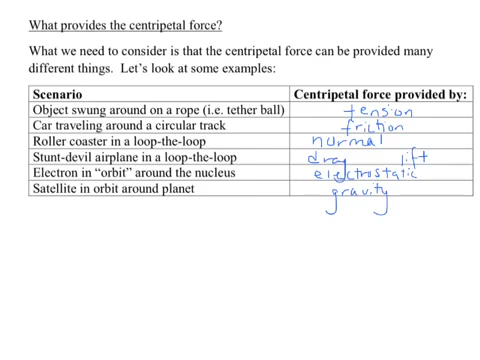 What provides the centripetal force?
What we need to consider is that the centripetal force can be provided many
different things. Let's look at some examples:
Scenario Centripetal force provided by:
Object swung around on a rope (i.e. tether ball) tension
Car traveling around a circular track friction
Roller coaster in a loop-the-loop normal
Stunt-devil airplane in a loop-the-loop drag lift
Electron in “orbit” around the nucleus electrostatic
Satellite in orbit around planet gravity